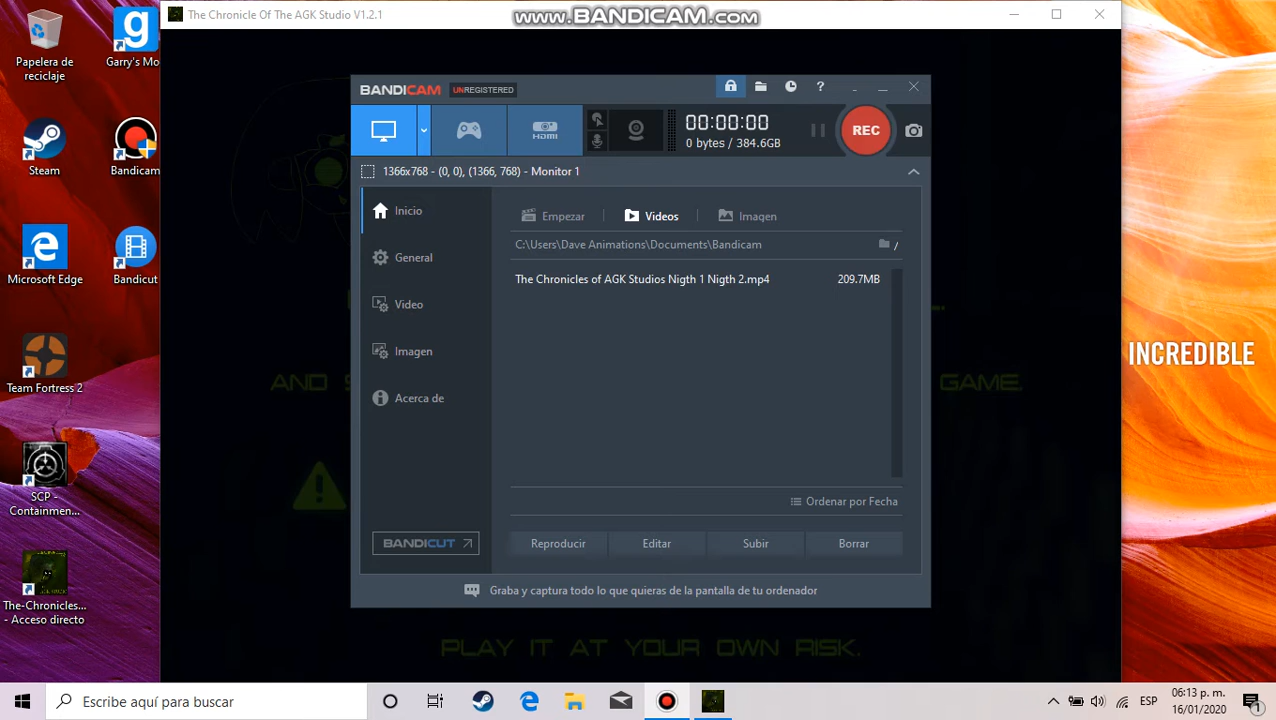 The Chronicle Of The AGK Studio V1.2.1
www.BANDICAM.com
Papelera de
reciclaje
Garry's Mo
Steam
Bandicam
Microsoft Edge
Bandicut
Team Fortress 2
SCP -
Containmen...
The-Chronicles...
- Acceso directo
BANDICAM UNREGISTERED
HDMI
00:00:00
0 bytes / 384.6GB
REC
1366x768 - (0, 0), (1366, 768) - Monitor 1
Inicio
General
Video
Imagen
Acerca de
BANDICUT
Empezar
Videos
Imagen
C:\Users\Dave Animations\Documents\Bandicam
The Chronicles of AGK Studios Nigth 1 Nigth 2.mp4 209.7MB
Ordenar por Fecha
Reproducir Editar Subir Borrar
Graba y captura todo lo que quieras de la pantalla de tu ordenador
AND
GAME.
PLAY IT AT YOUR OWN RISK.
INCREDIBLE
Escribe aquí para buscar
ESP
06:13 p. m.
16/01/2020
1